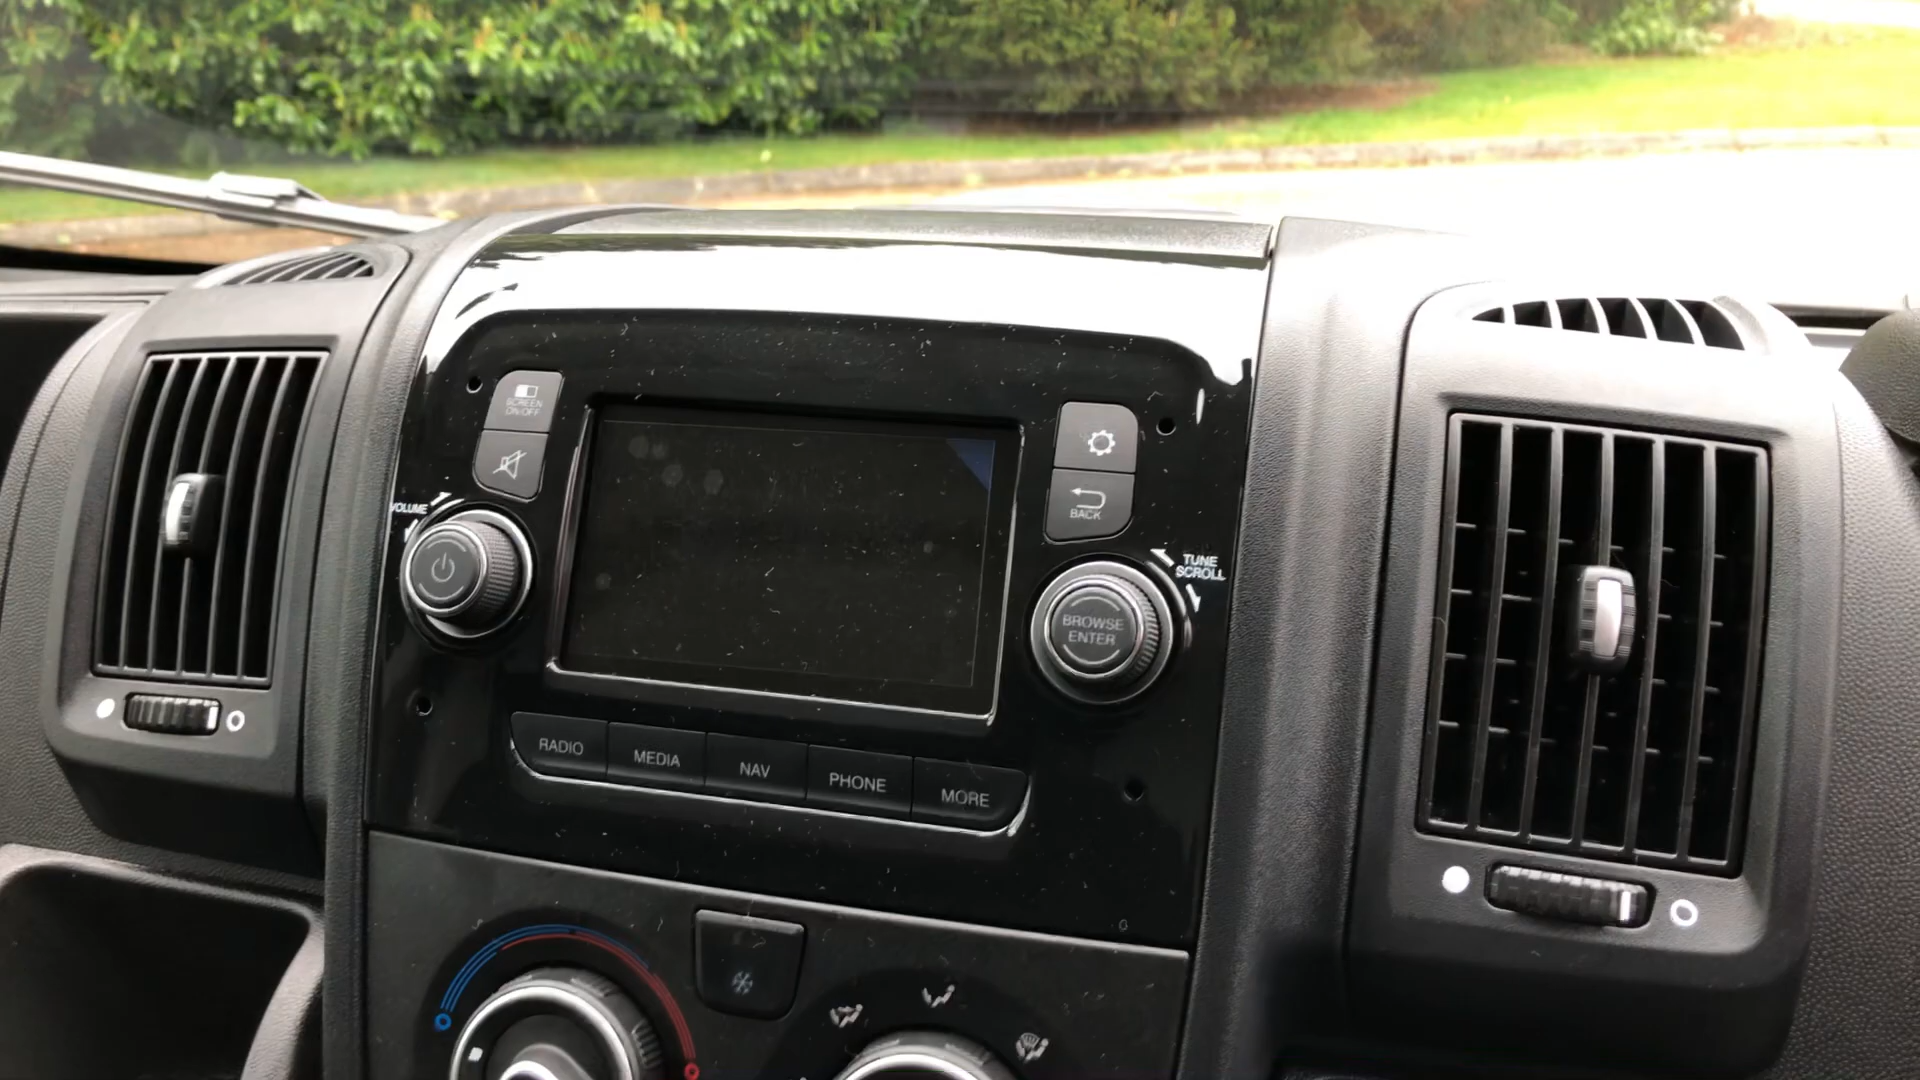 SCREEN
ON/OFF
VOLUME
BACK
TUNE
SCROLL
BROWSE
ENTER
RADIO
MEDIA
NAV
PHONE
MORE